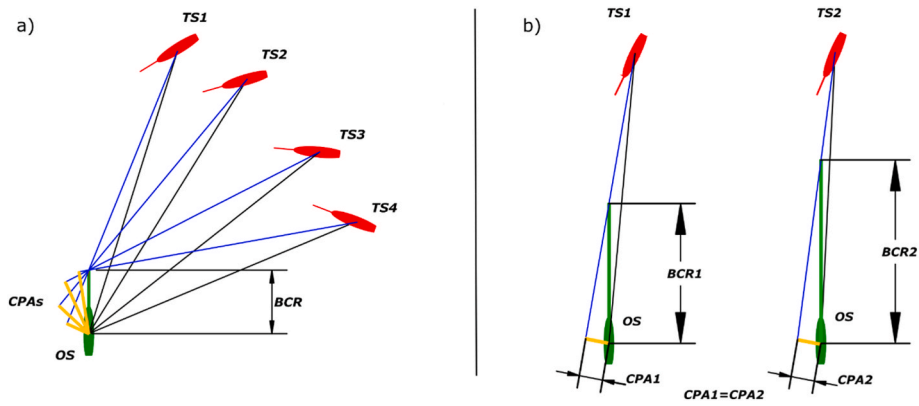 a)
TS1
TS2
TS3
TS4
BCR
CPAs
OS
b)
TS1
TS2
BCR1
BCR2
OS
OS
CPA1
CPA2
CPA1=CPA2